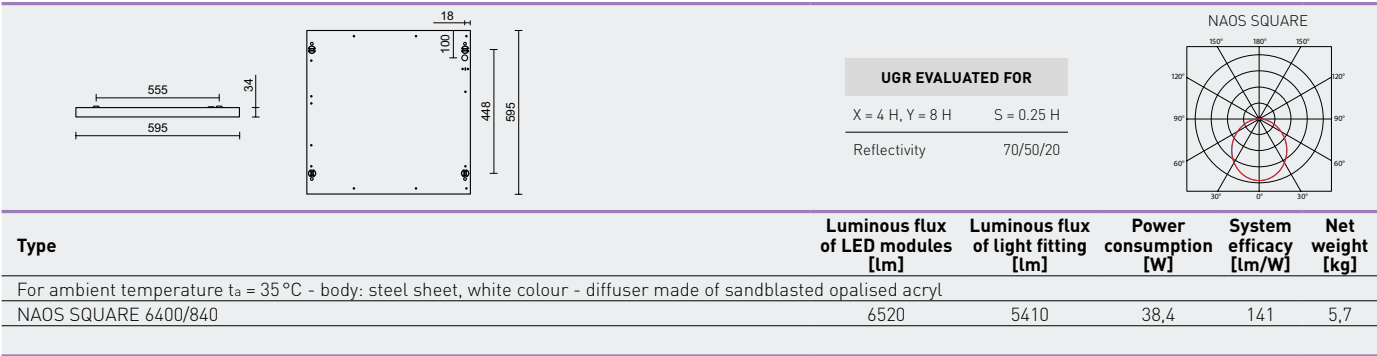 18
100
448
595
555
34
595
UGR EVALUATED FOR
X = 4 H, Y = 8 H S = 0.25 H
Reflectivity 70/50/20
NAOS SQUARE
150° 180° 150°
120° 120°
90° 90°
60° 60°
30° 0° 30°
Type
Luminous flux of LED modules [lm]
Luminous flux of light fitting [lm]
Power consumption [W]
System efficacy [lm/W]
Net weight [kg]
For ambient temperature ta = 35 °C - body: steel sheet, white colour - diffuser made of sandblasted opalised acryl
NAOS SQUARE 6400/840 6520 5410 38,4 141 5,7